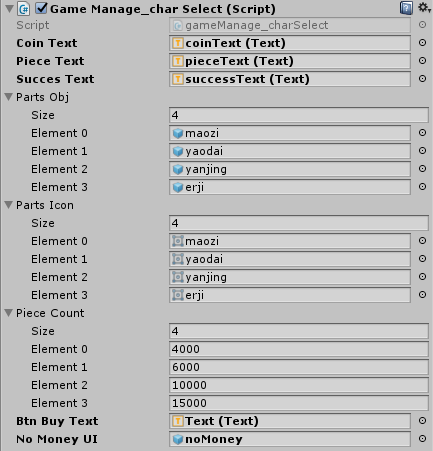 Game Manage_char Select (Script)
Script gameManage_charSelect
Coin Text coinText (Text)
Piece Text pieceText (Text)
Succes Text successText (Text)
Parts Obj
Size 4
Element 0 maozi
Element 1 yaodai
Element 2 yanjing
Element 3 erji
Parts Icon
Size 4
Element 0 maozi
Element 1 yaodai
Element 2 yanjing
Element 3 erji
Piece Count
Size 4
Element 0 4000
Element 1 6000
Element 2 10000
Element 3 15000
Btn Buy Text Text (Text)
No Money UI noMoney